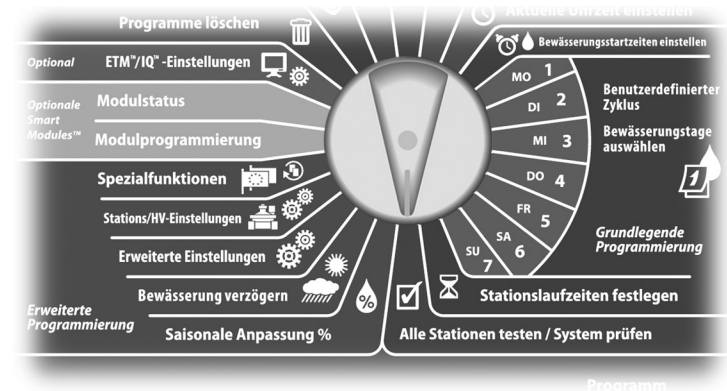 Programme löschen
Aktuelle Uhrzeit einstellen
Bewässerungsstartzeiten einstellen
Optional
ETM™/IQ™ -Einstellungen
Optionale
Smart
Modules™
Modulstatus
Modulprogrammierung
MO 1
DI 2
MI 3
DO 4
FR 5
SA 6
SU 7
Benutzerdefinierter
Zyklus
Bewässerungstage
auswählen
1
Grundlegende
Programmierung
Spezialfunktionen
Stations/HV-Einstellungen
Erweiterte Einstellungen
Bewässerung verzögern
Erweiterte
Programmierung
Saisonale Anpassung %
%
Stationslaufzeiten festlegen
Alle Stationen testen / System prüfen
Programm